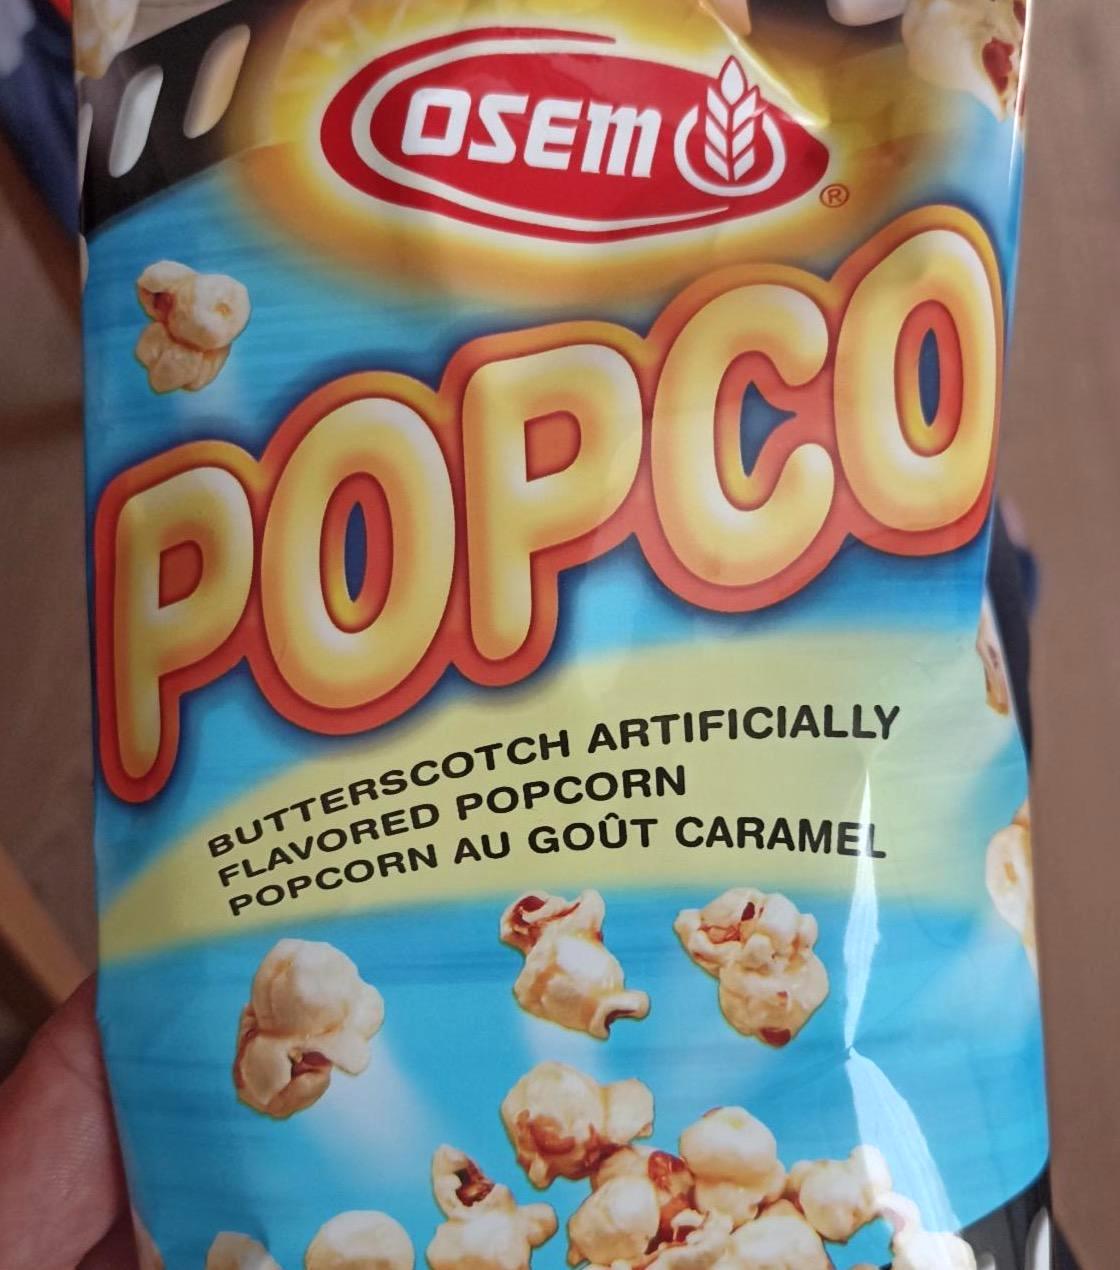 OSEM
®
POPCO
BUTTERSCOTCH ARTIFICIALLY
FLAVORED POPCORN
POPCORN AU GOÛT CARAMEL